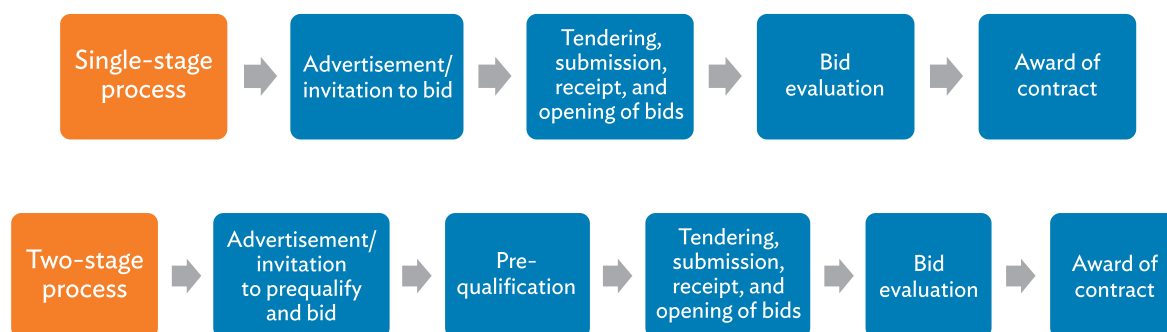 Single-stage
process
Advertisement/
invitation to bid
Tendering,
submission,
receipt, and
opening of bids
Bid
evaluation
Award of
contract
Two-stage
process
Advertisement/
invitation
to prequalify
and bid
Pre-
qualification
Tendering,
submission,
receipt, and
opening of bids
Bid
evaluation
Award of
contract